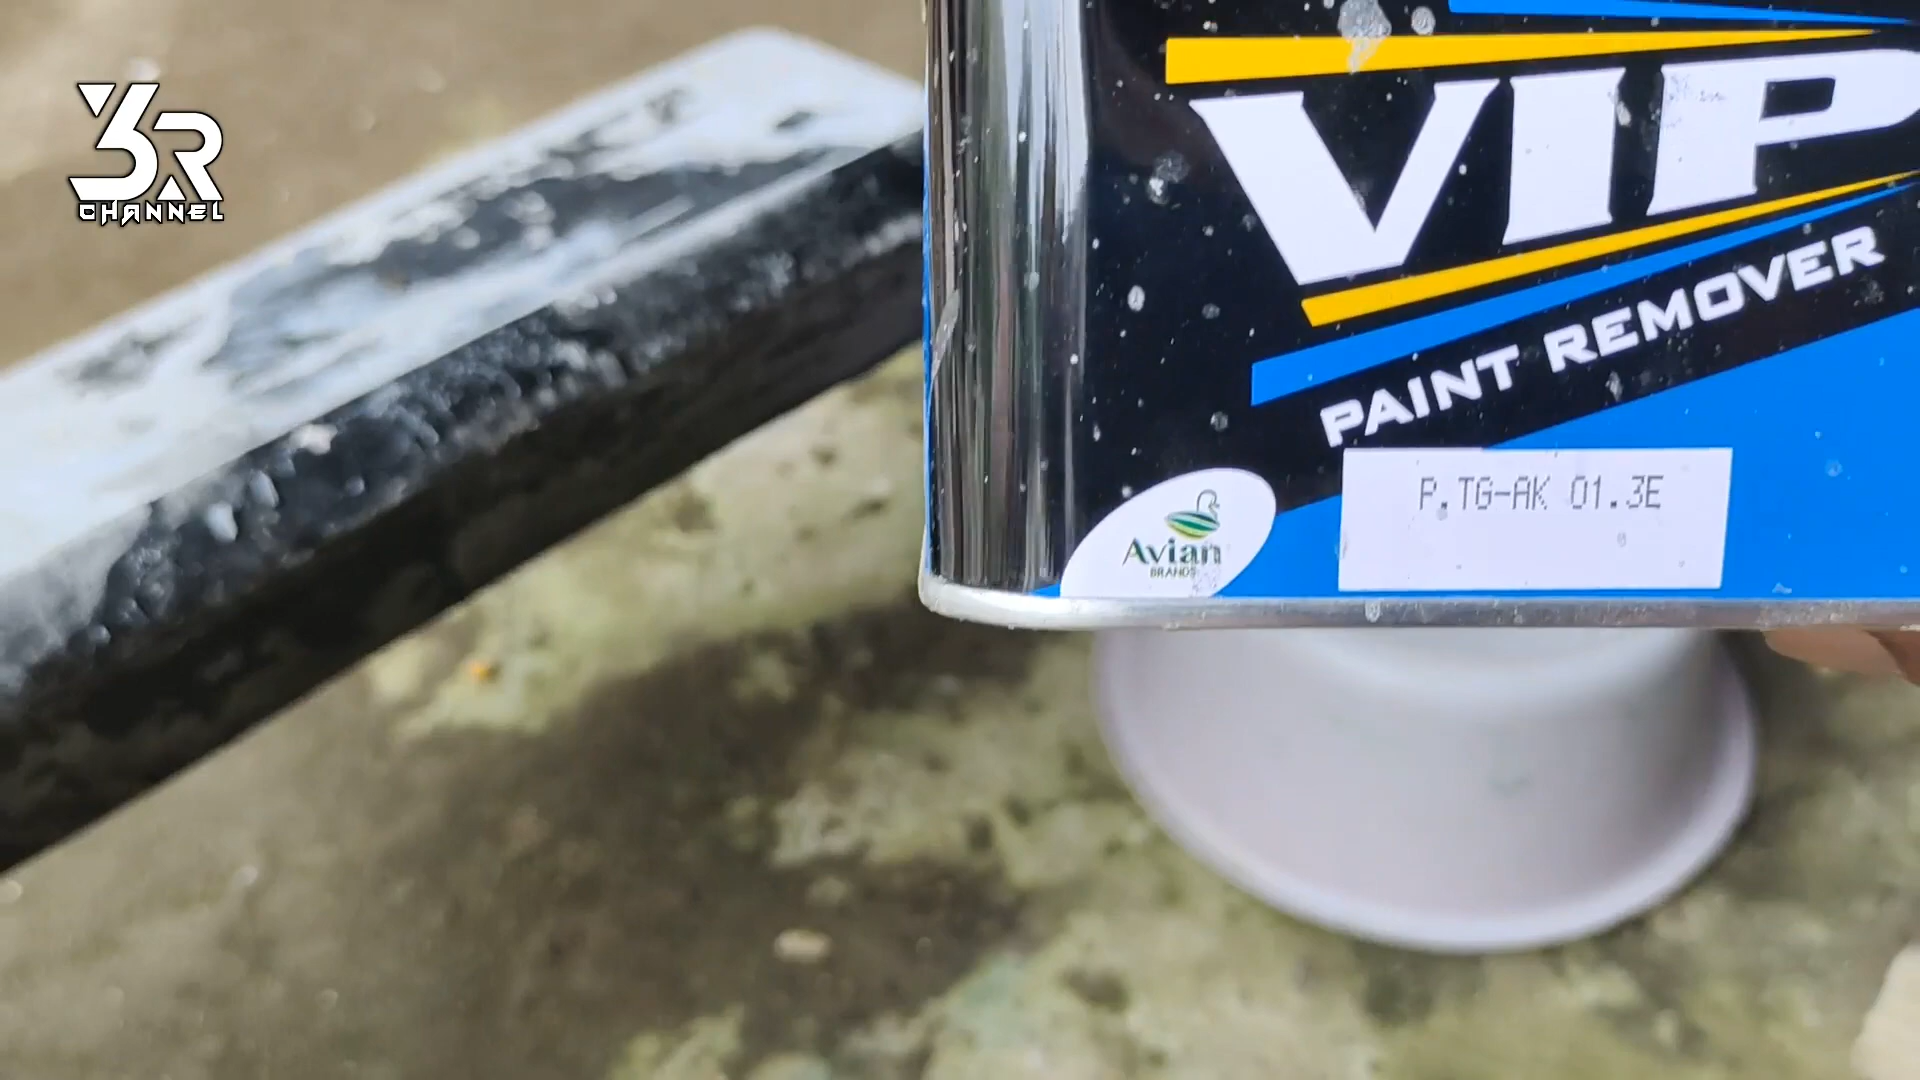 3R
CHANNEL
VIP
PAINT REMOVER
Avian
BRANDS
P.TG-AK 01.3E